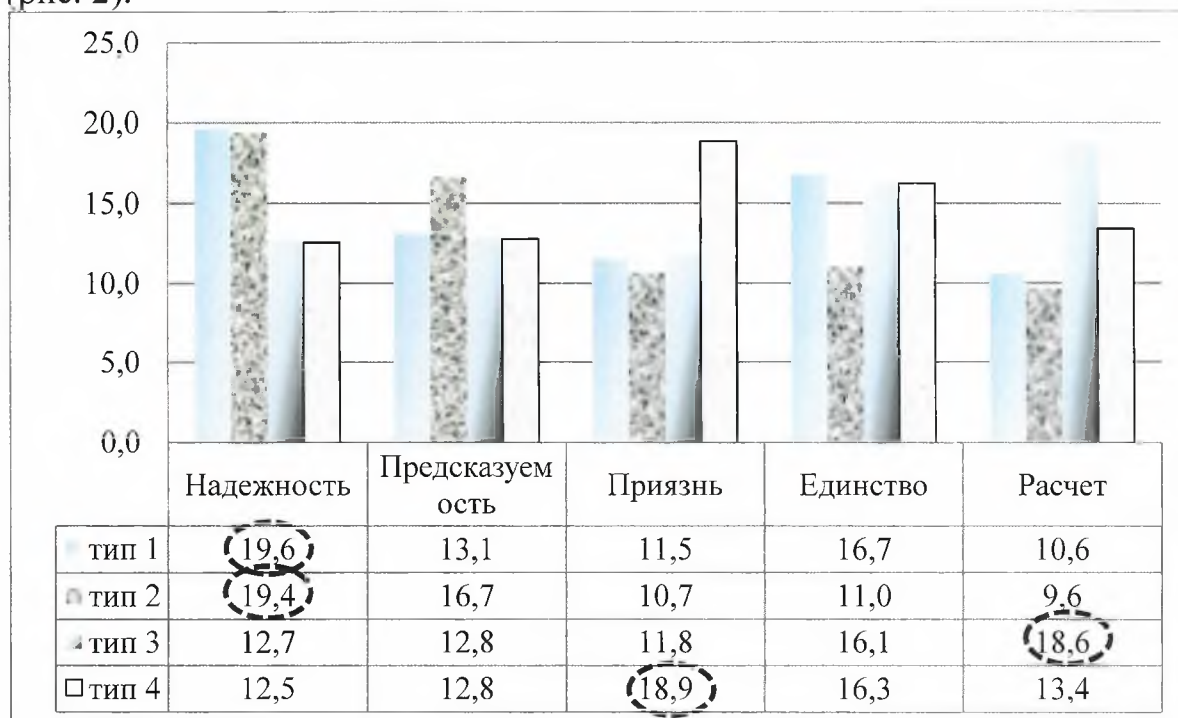 (рис. 2).
25,0
20,0
15,0
10,0
5,0
0,0
Надежность Предсказуем ость Приязнь Единство Расчет
тип 1 19,6 13,1 11,5 16,7 10,6
тип 2 19,4 16,7 10,7 11,0 9,6
тип 3 12,7 12,8 11,8 16,1 18,6
тип 4 12,5 12,8 18,9 16,3 13,4